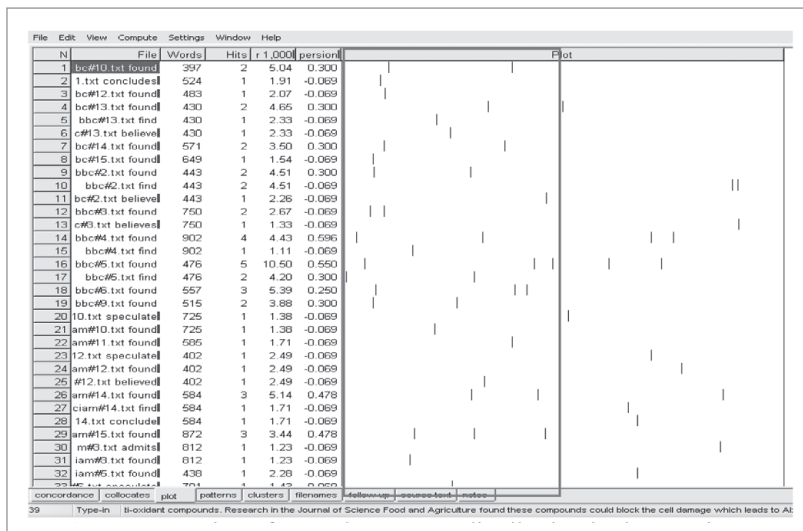 File Edit View Compute Settings Window Help
N File Words Hits r 1,000 persion Plot
1 bc#10.txt found 397 2 5.04 0.300
2 1.txt concludes 524 1 1.91 -0.069
3 bc#12.txt found 483 1 2.07 -0.069
4 bc#13.txt found 430 2 4.65 0.300
5 bbc#13.txt find 430 1 2.33 -0.069
6 c#13.txt believe 430 1 2.33 -0.069
7 bc#14.txt found 571 2 3.50 0.300
8 bc#15.txt found 649 1 1.54 -0.069
9 bbc#2.txt found 443 2 4.51 0.300
10 bbc#2.txt find 443 2 4.51 -0.069
11 bc#2.txt believe 443 1 2.26 -0.069
12 bbc#3.txt found 750 2 2.67 -0.069
13 c#3.txt believes 750 1 1.33 -0.069
14 bbc#4.txt found 902 4 4.43 0.596
15 bbc#4.txt find 902 1 1.11 -0.069
16 bbc#5.txt found 476 5 10.50 0.550
17 bbc#5.txt find 476 2 4.20 0.300
18 bbc#6.txt found 557 3 5.39 0.250
19 bbc#9.txt found 515 2 3.88 0.300
20 10.txt speculate 725 1 1.38 -0.069
21 am#10.txt found 725 1 1.38 -0.069
22 am#11.txt found 585 1 1.71 -0.069
23 12.txt speculate 402 1 2.49 -0.069
24 am#12.txt found 402 1 2.49 -0.069
25 #12.txt believed 402 1 2.49 -0.069
26 am#14.txt found 584 3 5.14 0.478
27 ciam#14.txt find 584 1 1.71 -0.069
28 14.txt conclude 584 1 1.71 -0.069
29 am#15.txt found 872 3 3.44 0.478
30 m#3.txt admits 812 1 1.23 -0.069
31 iam#3.txt found 812 1 1.23 -0.069
32 iam#5.txt found 438 1 2.28 -0.069
concordance collocates plot patterns clusters filenames follow up source text notes
39 Type-in ti-oxidant compounds. Research in the Journal of Science Food and Agriculture found these compounds could block the cell damage which leads to Al